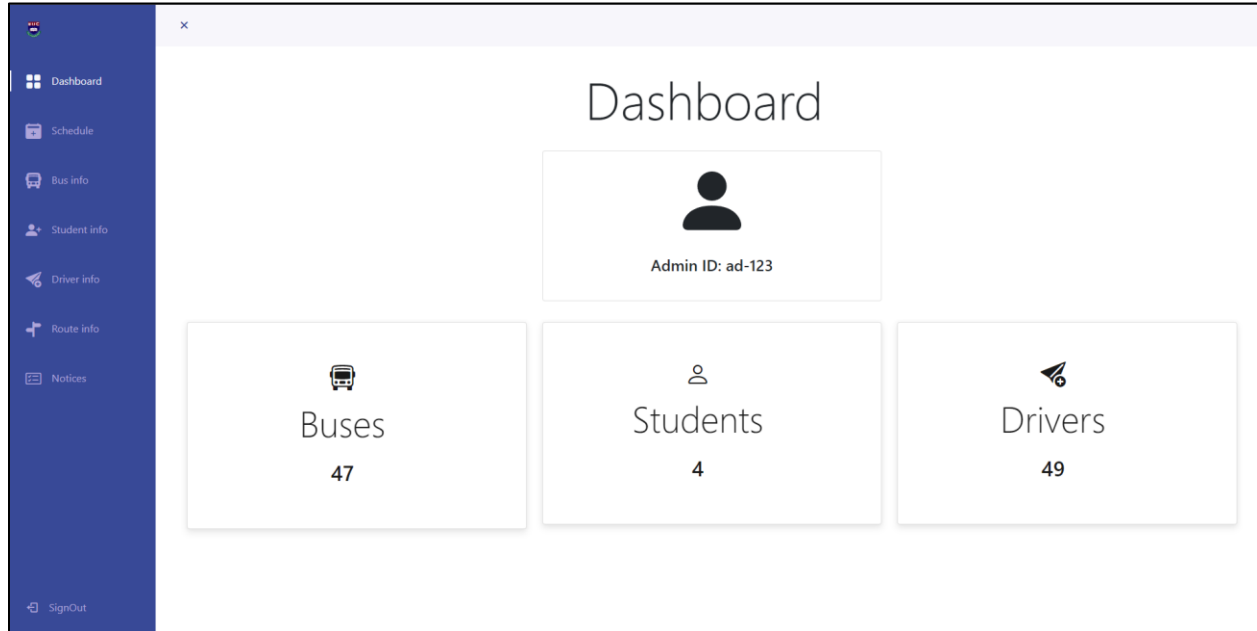 Dashboard
Schedule
Bus info
Student info
Driver info
Route info
Notices
SignOut
Dashboard
Admin ID: ad-123
Buses
47
Students
4
Drivers
49